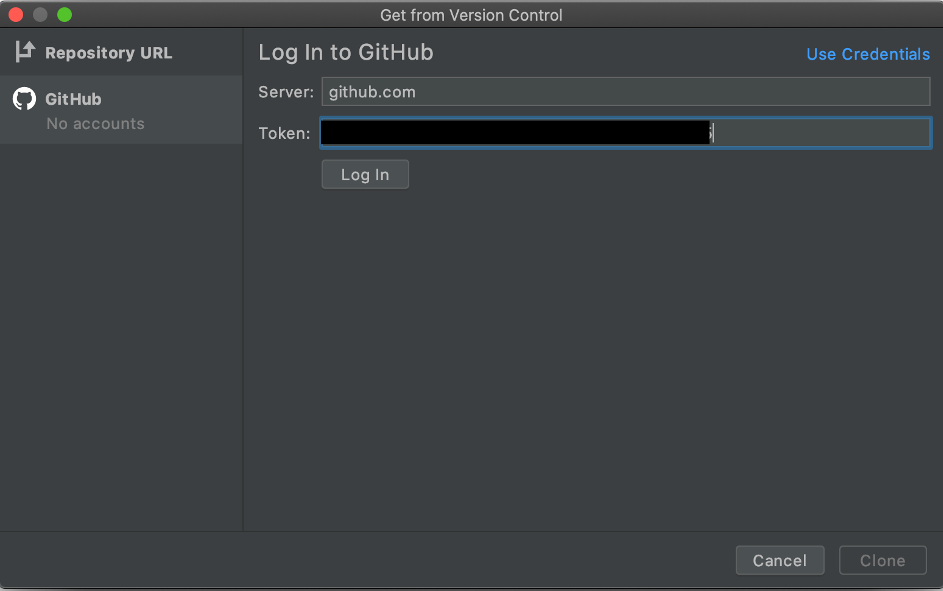 Get from Version Control
Repository URL
GitHub
No accounts
Log In to GitHub
Use Credentials
Server: github.com
Token:
Log In
Cancel
Clone